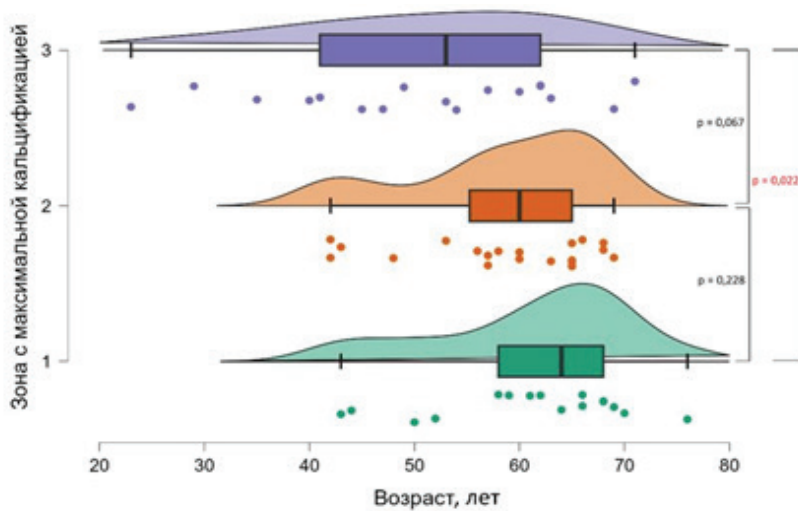 Зона с максимальной кальцификацией
3
2
1
p = 0,067
p = 0,022
p = 0,228
20 30 40 50 60 70 80
Возраст, лет